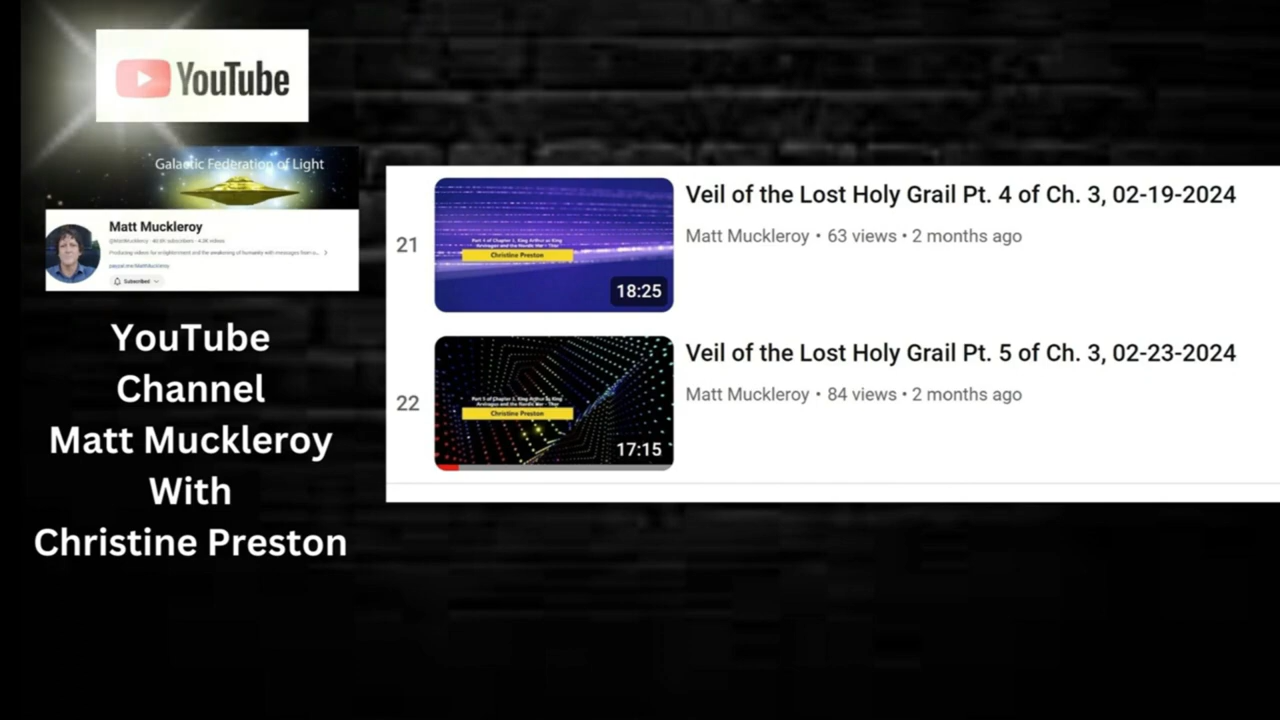 YouTube
Galactic Federation of Light
Matt Muckleroy
Subscribed
YouTube
Channel
Matt Muckleroy
With
Christine Preston
21
Christine Preston
18:25
Veil of the Lost Holy Grail Pt. 4 of Ch. 3, 02-19-2024
Matt Muckleroy • 63 views • 2 months ago
22
Christine Preston
17:15
Veil of the Lost Holy Grail Pt. 5 of Ch. 3, 02-23-2024
Matt Muckleroy • 84 views • 2 months ago